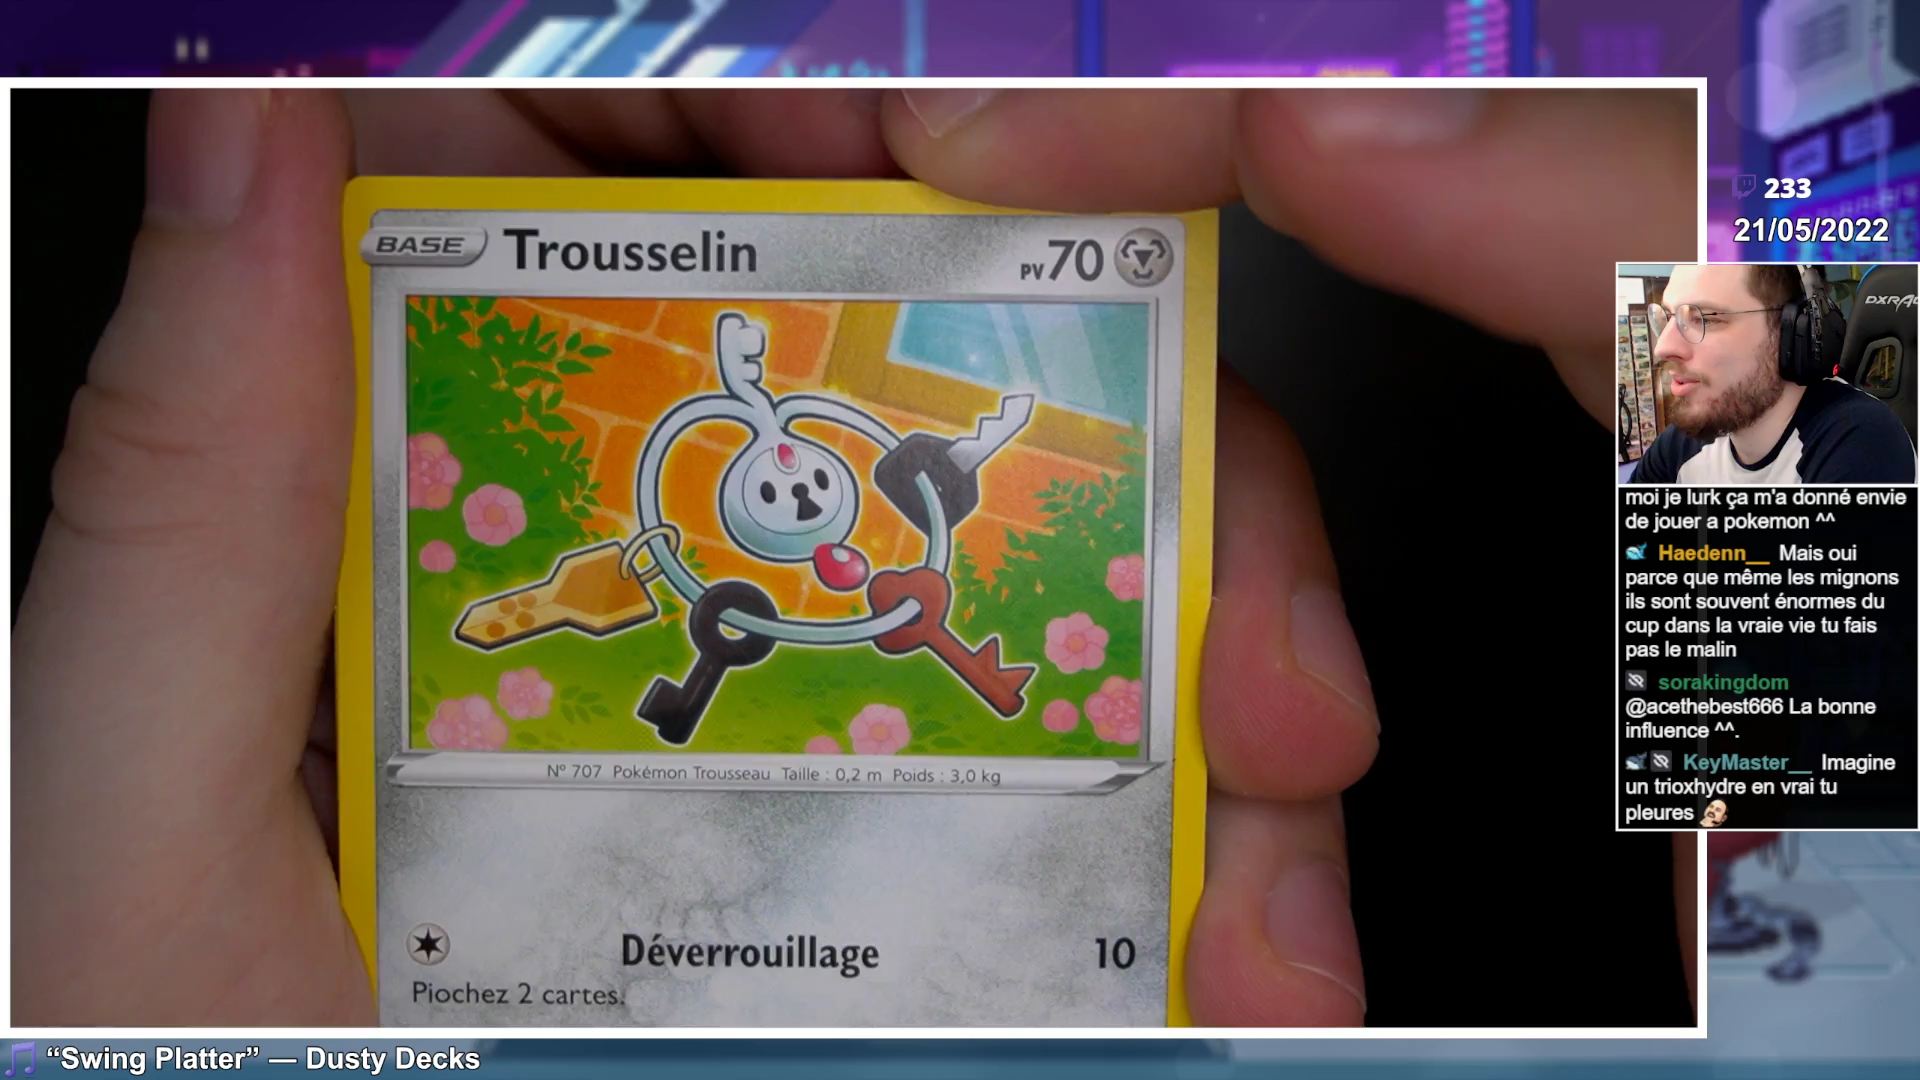 BASE Trousselin PV 70
Nº 707 Pokémon Trousseau Taille : 0,2 m Poids : 3,0 kg
Déverrouillage 10
Piochez 2 cartes.
233
21/05/2022
moi je lurk ça m'a donné envie
de jouer a pokemon ^^
Haedenn__ Mais oui
parce que même les mignons
ils sont souvent énormes du
cup dans la vraie vie tu fais
pas le malin
sorakingdom
@acethebest666 La bonne
influence ^^.
KeyMaster__ Imagine
un trioxhydre en vrai tu
pleures
“Swing Platter” — Dusty Decks